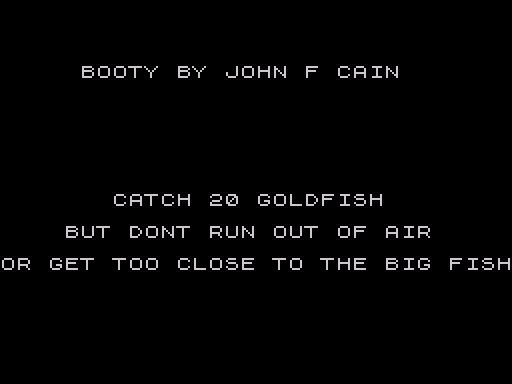 BOOTY BY JOHN F CAIN
CATCH 20 GOLDFISH
BUT DONT RUN OUT OF AIR
OR GET TOO CLOSE TO THE BIG FISH